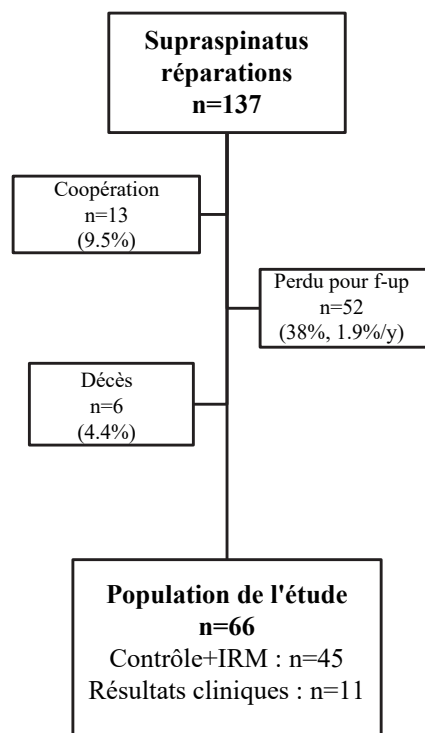 Supraspinatus
réparations
n=137
Coopération
n=13
(9.5%)
Perdu pour f-up
n=52
(38%, 1.9%/y)
Décès
n=6
(4.4%)
Population de l'étude
n=66
Contrôle+IRM : n=45
Résultats cliniques : n=11